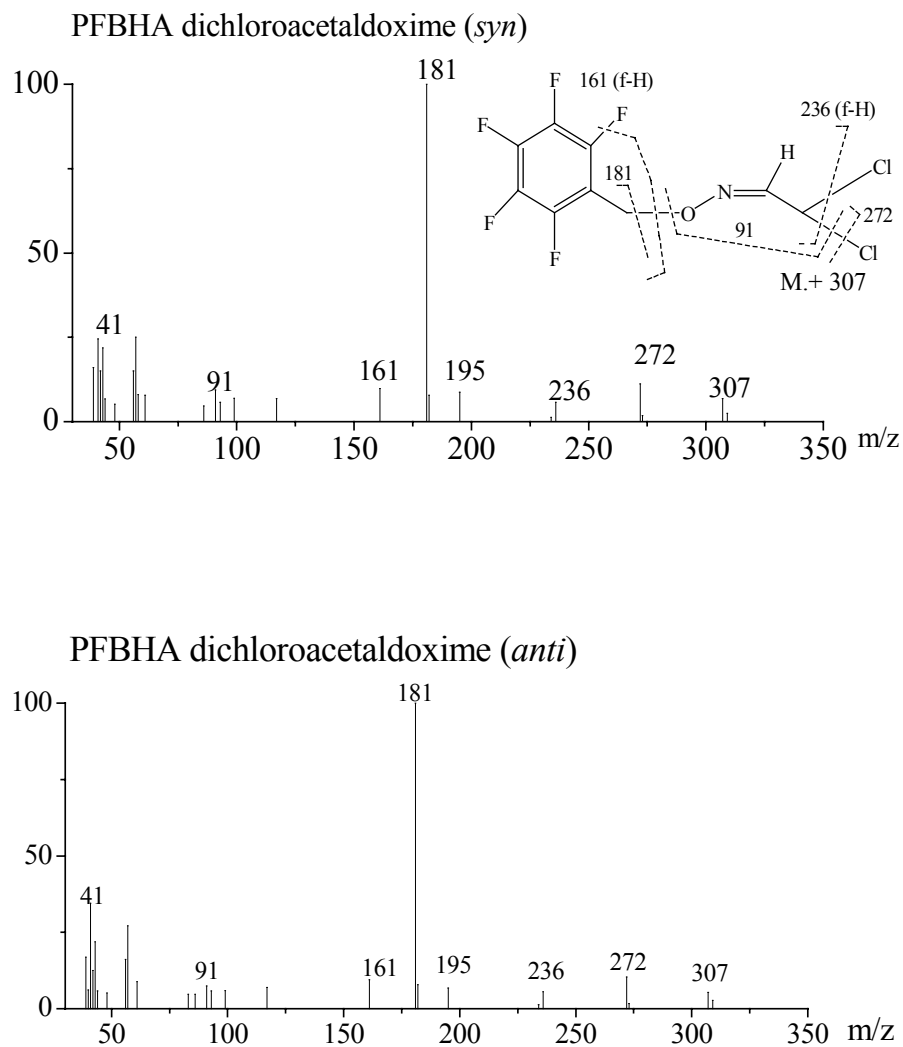 PFBHA dichloroacetaldoxime (syn)
100
50
0
181
41
91
161
195
236
272
307
50
100
150
200
250
300
350
m/z
F
F
F
F
F
161 (f-H)
181
O
N
H
91
236 (f-H)
Cl
272
Cl
M.+ 307
PFBHA dichloroacetaldoxime (anti)
100
50
0
181
41
91
161
195
236
272
307
50
100
150
200
250
300
350
m/z